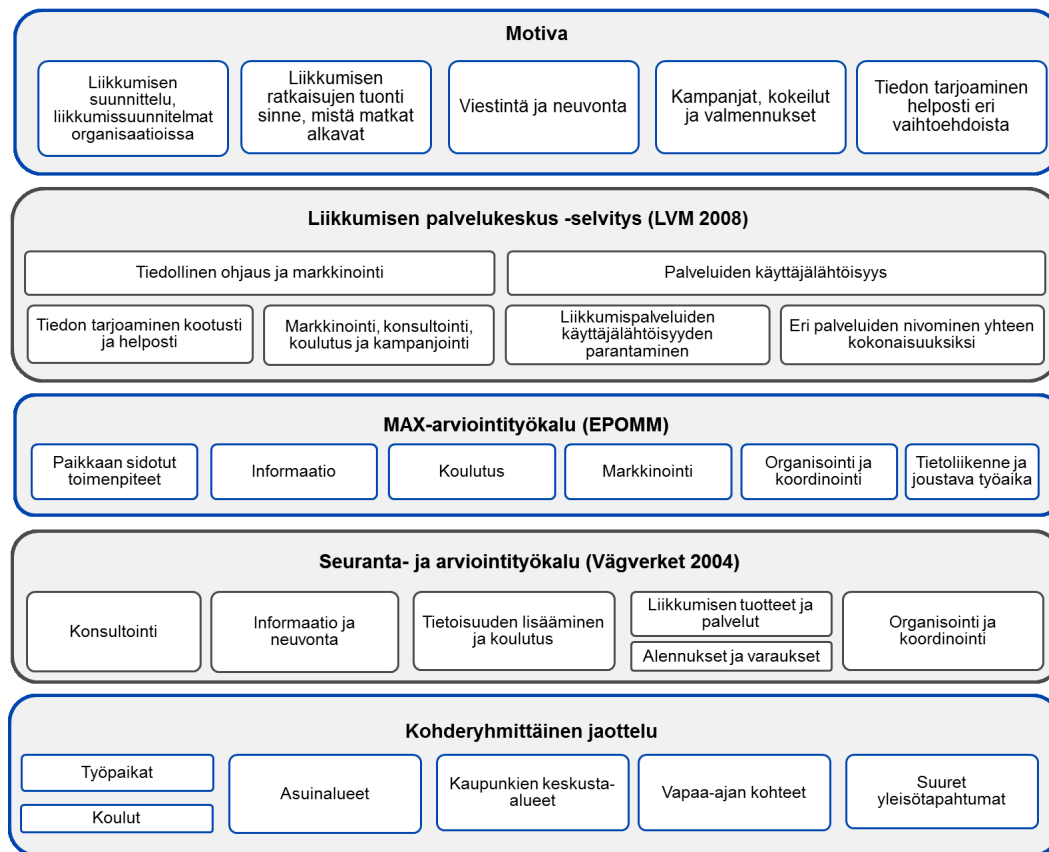 Motiva
Liikkumisen
suunnittelu,
liikkumissuunnitelmat
organisaatioissa
Liikkumisen
ratkaisujen tuonti
sinne, mistä matkat
alkavat
Viestintä ja neuvonta
Kampanjat, kokeilut
ja valmennukset
Tiedon tarjoaminen
helposti eri
vaihtoehdoista
Liikkumisen palvelukeskus -selvitys (LVM 2008)
Tiedollinen ohjaus ja markkinointi
Palveluiden käyttäjälähtöisyys
Tiedon tarjoaminen kootusti
ja helposti
Markkinointi, konsultointi,
koulutus ja kampanjointi
Liikkumispalveluiden
käyttäjälähtöisyyden
parantaminen
Eri palveluiden nivominen yhteen
kokonaisuuksiksi
MAX-arviointityökalu (EPOMM)
Paikkaan sidotut
toimenpiteet
Informaatio
Koulutus
Markkinointi
Organisointi ja
koordinointi
Tietoliikenne ja
joustava työaika
Seuranta- ja arviointityökalu (Vägverket 2004)
Konsultointi
Informaatio ja
neuvonta
Tietoisuuden lisääminen
ja koulutus
Liikkumisen tuotteet ja
palvelut
Alennukset ja varaukset
Organisointi ja
koordinointi
Kohderyhmittäinen jaottelu
Työpaikat
Koulut
Asuinalueet
Kaupunkien keskusta-
alueet
Vapaa-ajan kohteet
Suuret
yleisötapahtumat